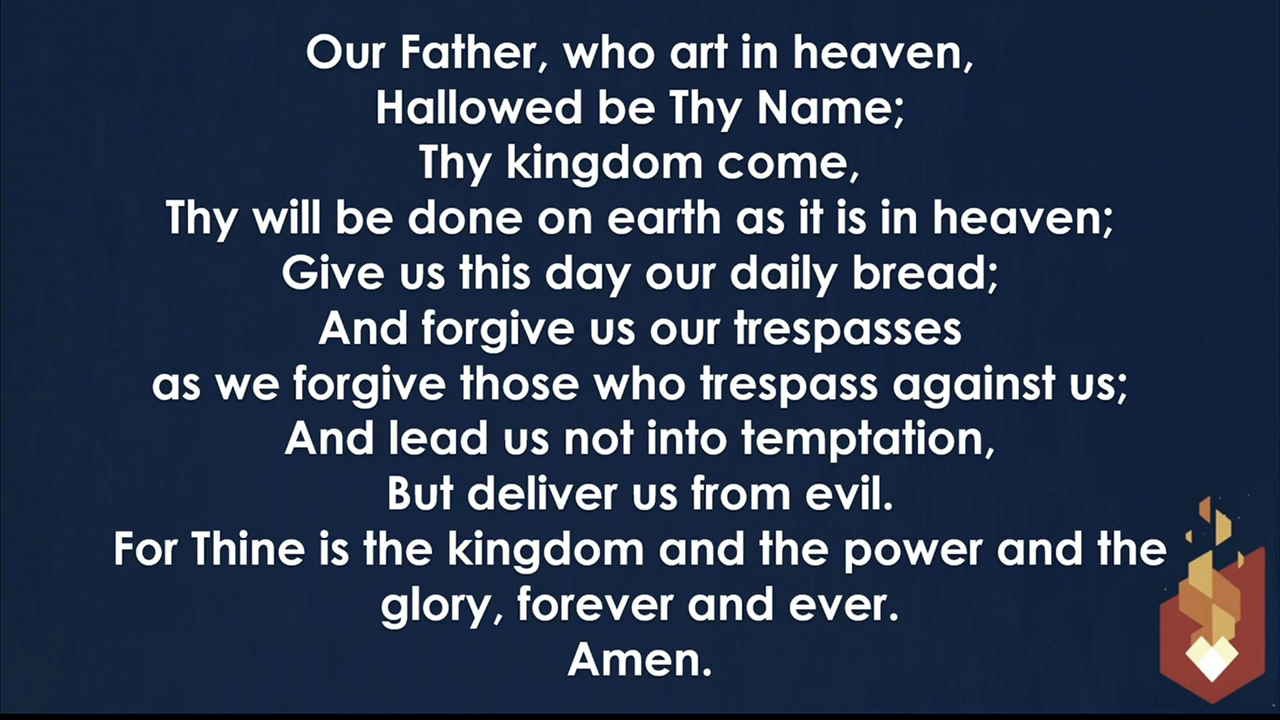 Our Father, who art in heaven,
Hallowed be Thy Name;
Thy kingdom come,
Thy will be done on earth as it is in heaven;
Give us this day our daily bread;
And forgive us our trespasses
as we forgive those who trespass against us;
And lead us not into temptation,
But deliver us from evil.
For Thine is the kingdom and the power and the
glory, forever and ever.
Amen.